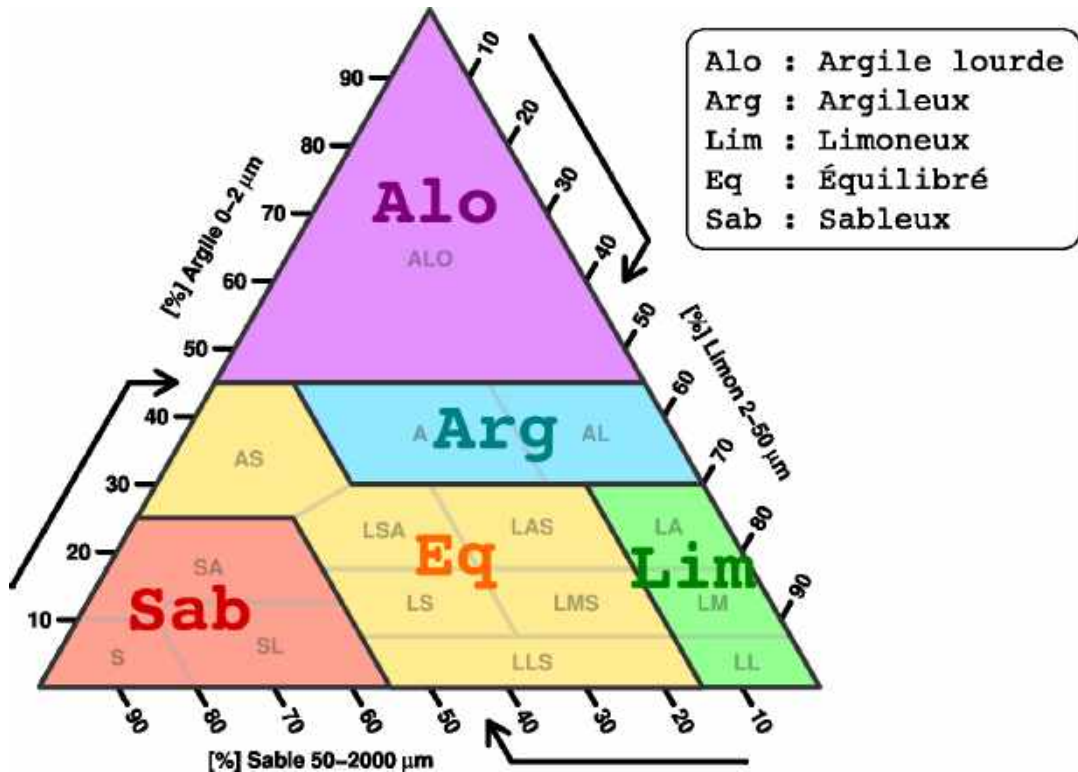 Alo : Argile lourde
Arg : Argileux
Lim : Limoneux
Eq : Équilibré
Sab : Sableux
[%] Argile 0–2 µm
90
80
70
60
50
40
30
20
10
[%] Limon 2–50 µm
10
20
30
40
50
60
70
80
90
Alo
ALO
Arg
A
AL
AS
LSA
LAS
LA
Eq
Lim
SA
Sab
LS
LMS
LM
S
SL
LLS
LL
90
80
70
60
50
40
30
20
10
[%] Sable 50–2000 µm